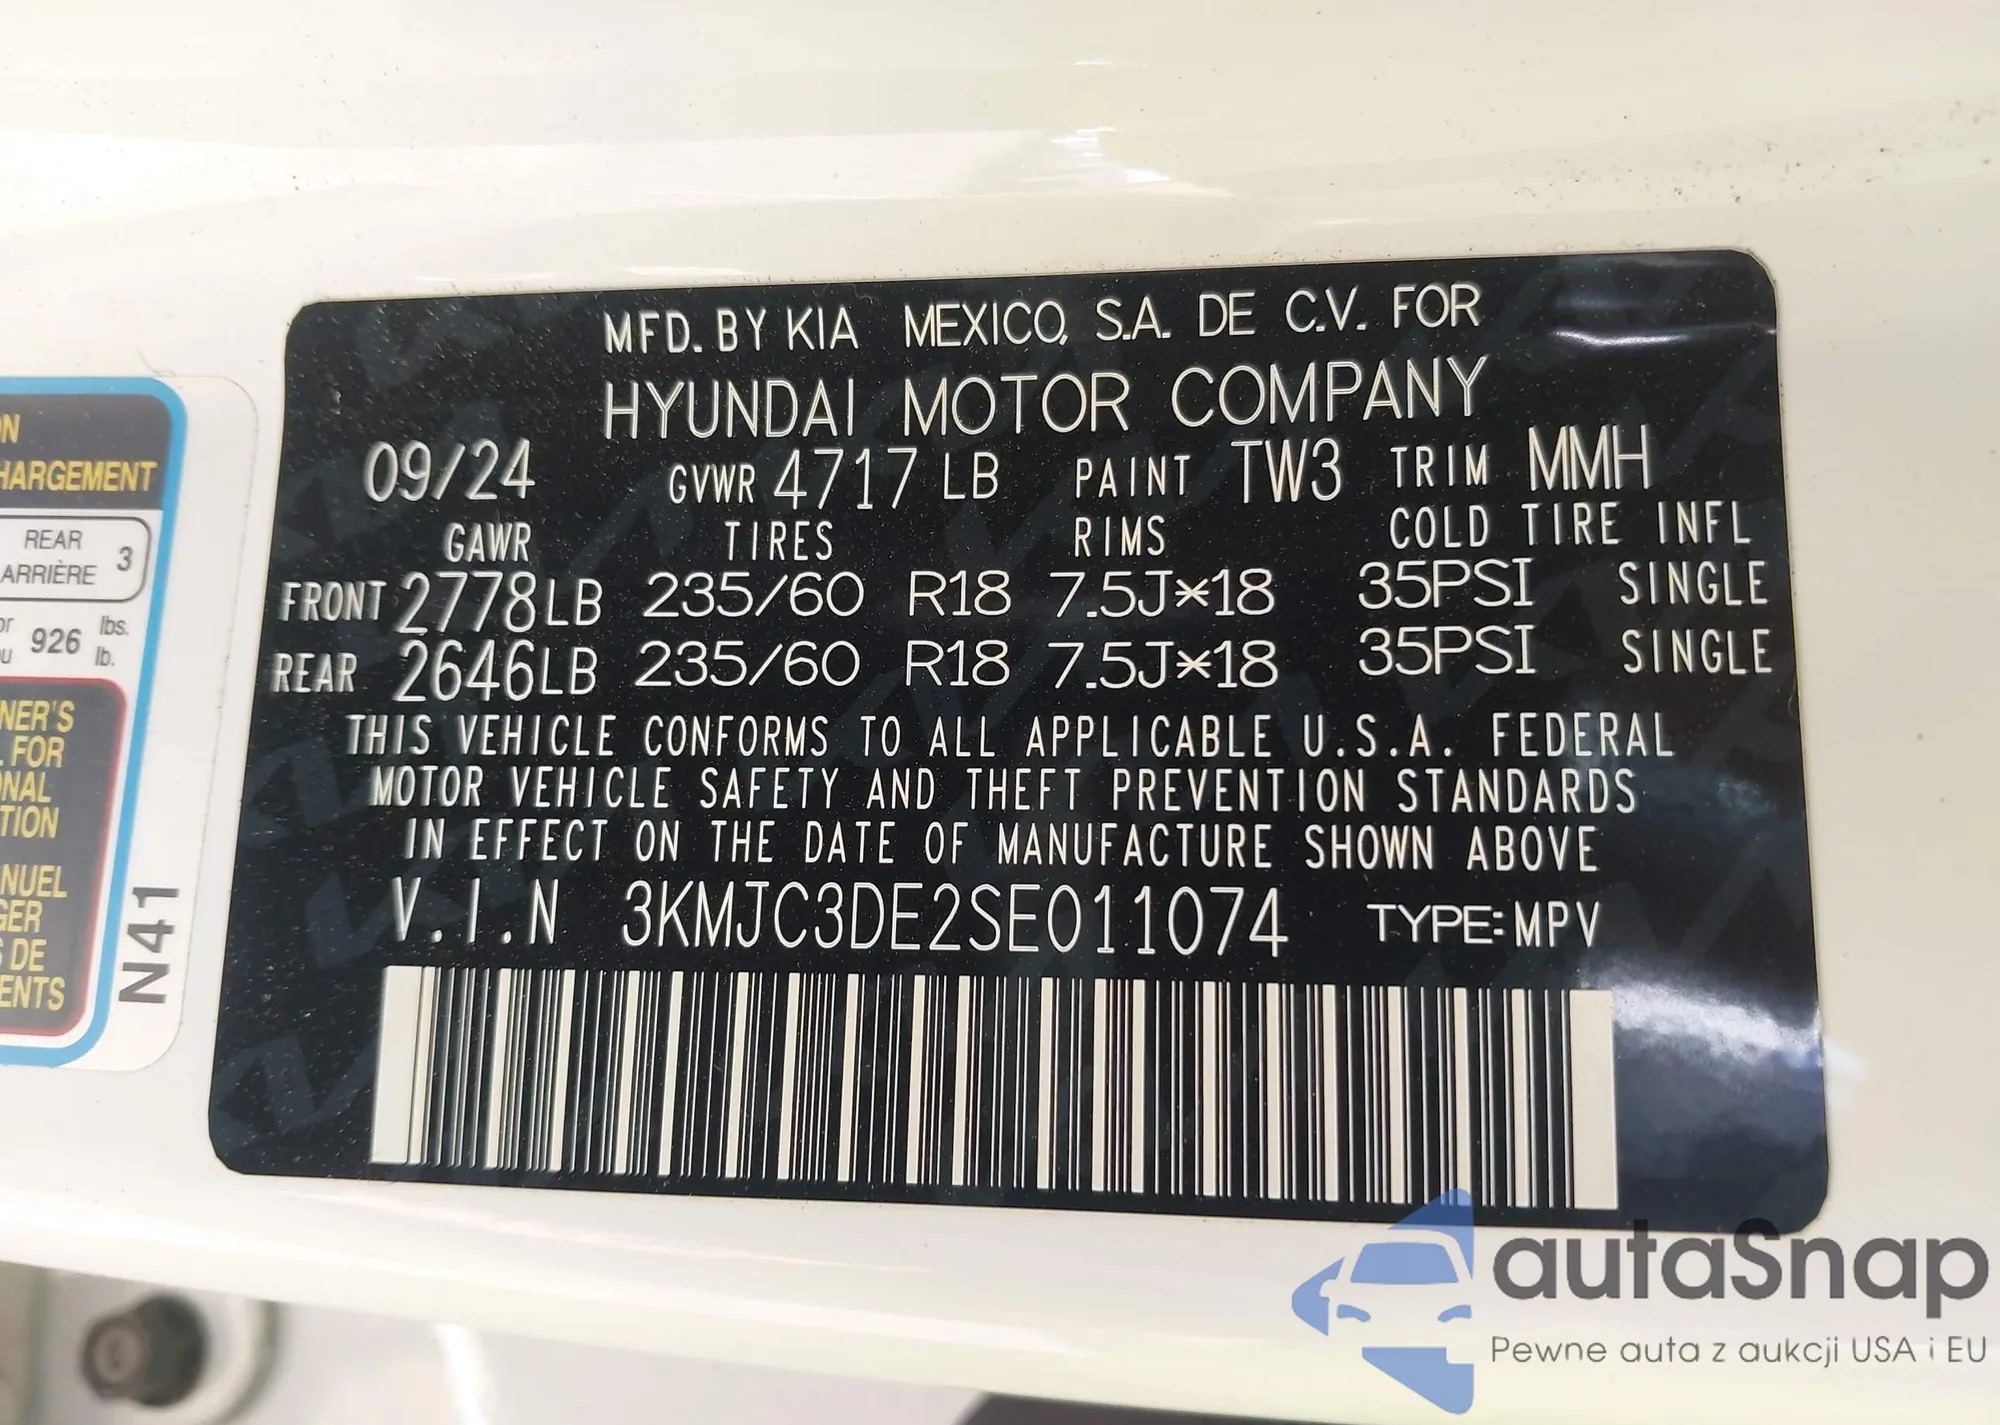 MFD. BY KIA MEXICO, S.A. DE C.V. FOR
HYUNDAI MOTOR COMPANY
09/24 GVWR 4717 LB PAINT TW3 TRIM MMH
GAWR TIRES RIMS COLD TIRE INFL
FRONT 2778LB 235/60 R18 7.5J×18 35PSI SINGLE
REAR 2646LB 235/60 R18 7.5J×18 35PSI SINGLE
THIS VEHICLE CONFORMS TO ALL APPLICABLE U.S.A. FEDERAL
MOTOR VEHICLE SAFETY AND THEFT PREVENTION STANDARDS
IN EFFECT ON THE DATE OF MANUFACTURE SHOWN ABOVE
V.I.N 3KMJC3DE2SE011074 TYPE:MPV
REAR
ARRIÈRE 3
926 lbs.
lb.
FOR
DE
N41
autaSnap
Pewne auta z aukcji USA i EU